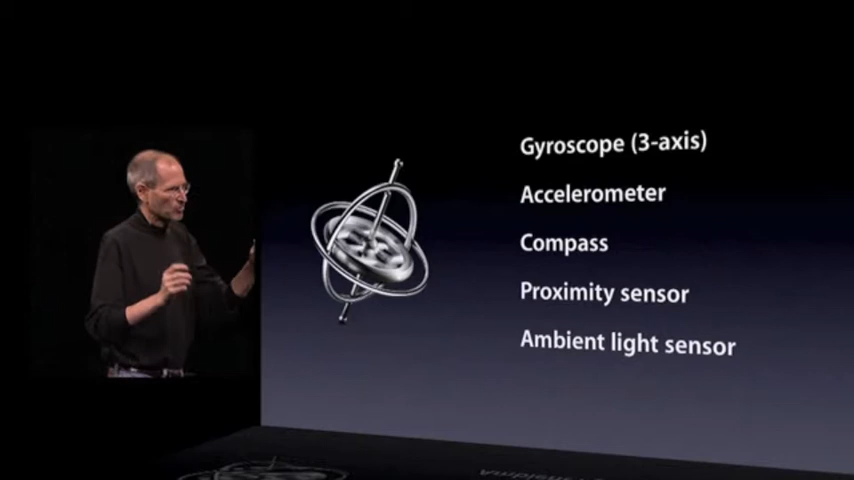 Gyroscope (3-axis)
Accelerometer
Compass
Proximity sensor
Ambient light sensor